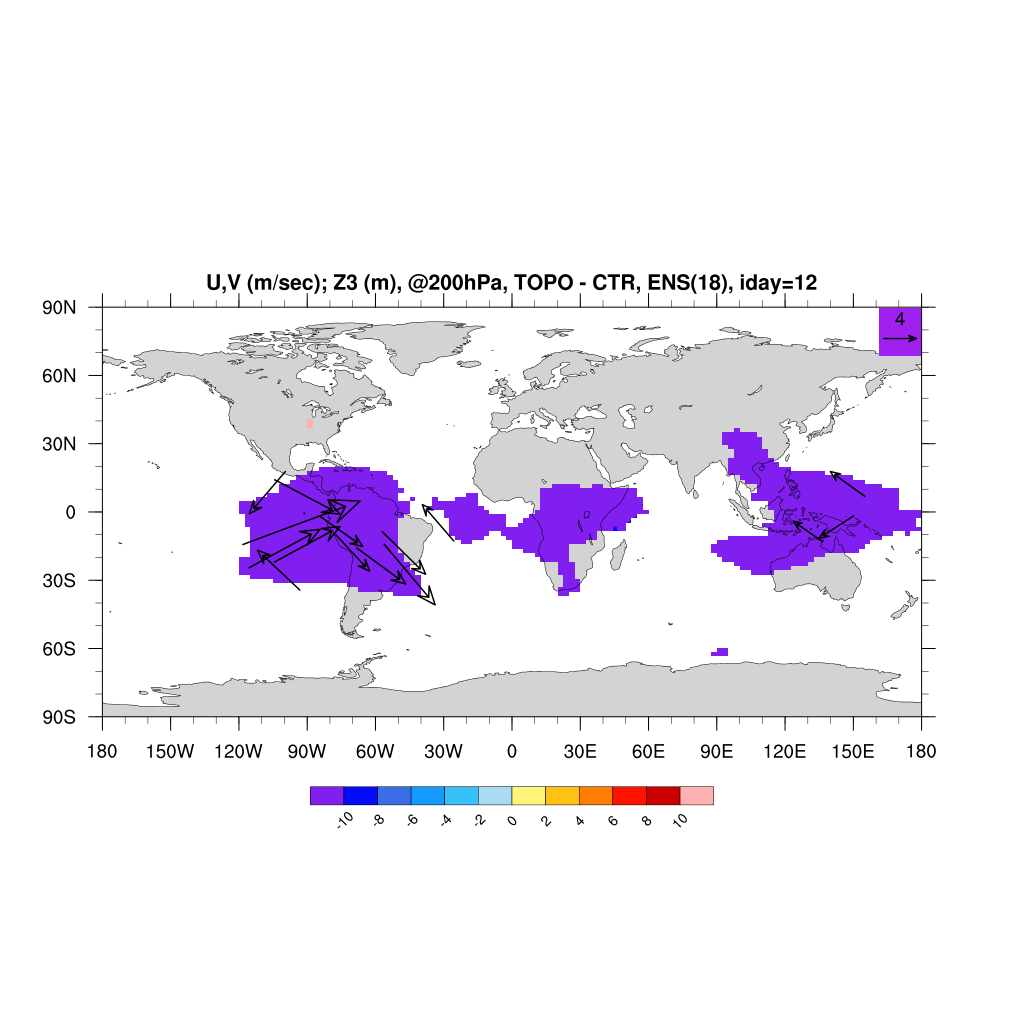 U,V (m/sec); Z3 (m), @200hPa, TOPO - CTR, ENS(18), iday=12
4
90N
60N
30N
0
30S
60S
90S
180 150W 120W 90W 60W 30W 0 30E 60E 90E 120E 150E 180
-10 -8 -6 -4 -2 0 2 4 6 8 10